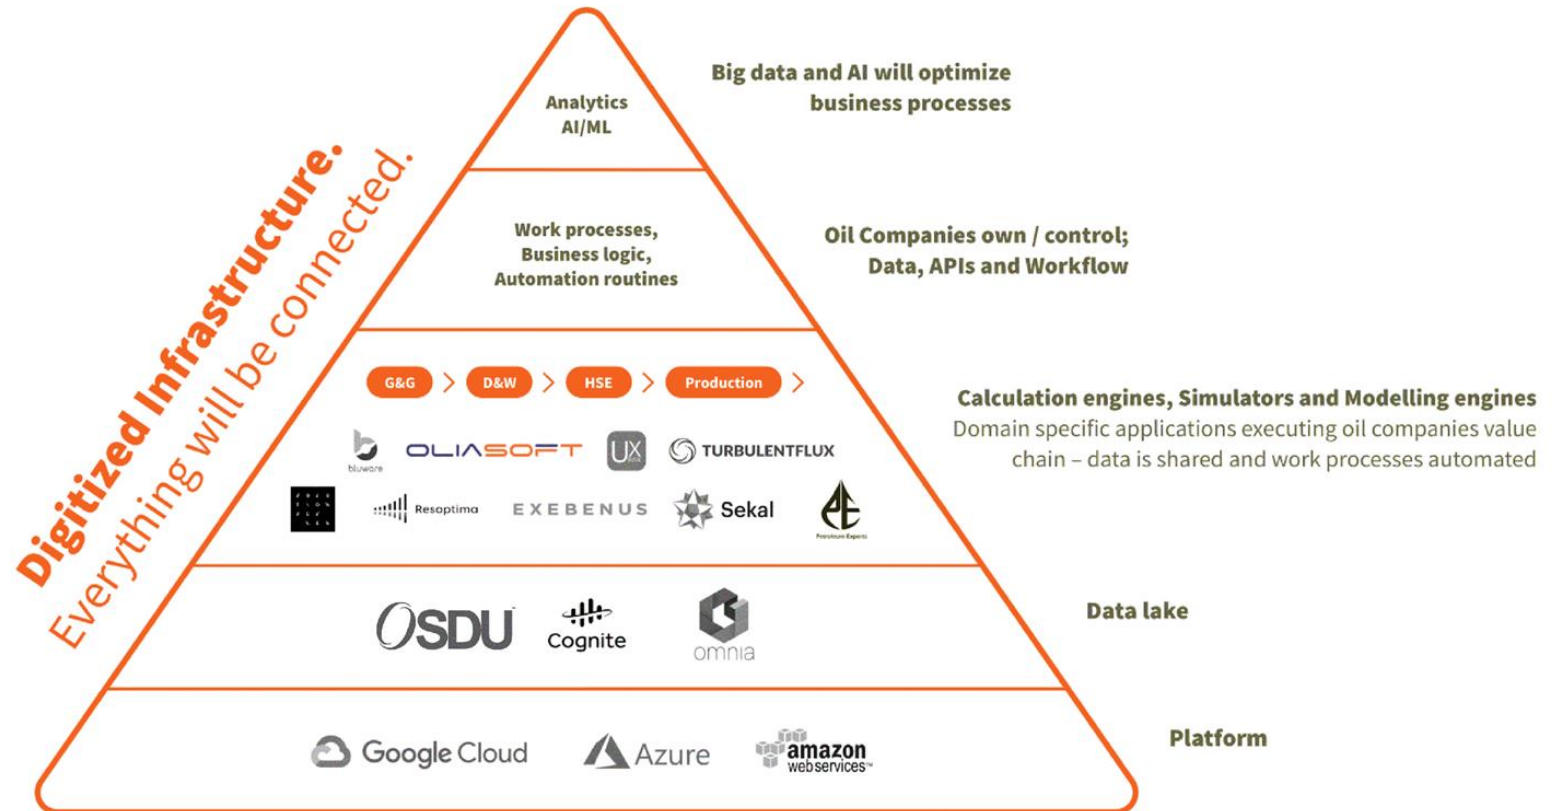 Digitized Infrastructure.
Everything will be connected.
Analytics
AI/ML
Big data and AI will optimize
business processes
Work processes,
Business logic,
Automation routines
Oil Companies own / control;
Data, APIs and Workflow
G&G > D&W > HSE > Production >
Calculation engines, Simulators and Modelling engines
Domain specific applications executing oil companies value
chain – data is shared and work processes automated
bluware
OLIASOFT
UX
TURBULENTFLUX
Resoptima
EXEBENUS
Sekal
PE
Petroleum Experts
OSDU
Cognite
omnia
Data lake
Google Cloud
Azure
amazon
webservices™
Platform